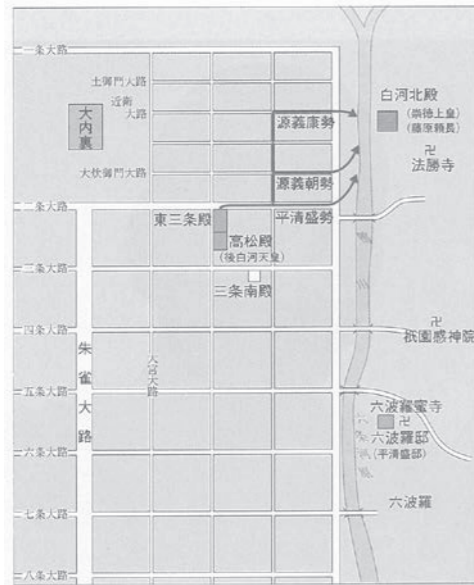 一条大路
土御門大路
近衛
大路
大内裏
大炊御門大路
源義康勢
源義朝勢
平清盛勢
白河北殿
(崇徳上皇)
(藤原頼長)
卍
法勝寺
二条大路
東三条殿
高松殿
(後白河天皇)
三条大路
三条南殿
四条大路
卍
祇園感神院
朱雀大路
大宮大路
五条大路
六波羅蜜寺
卍
六波羅邸
(平清盛邸)
六条大路
六波羅
七条大路
八条大路